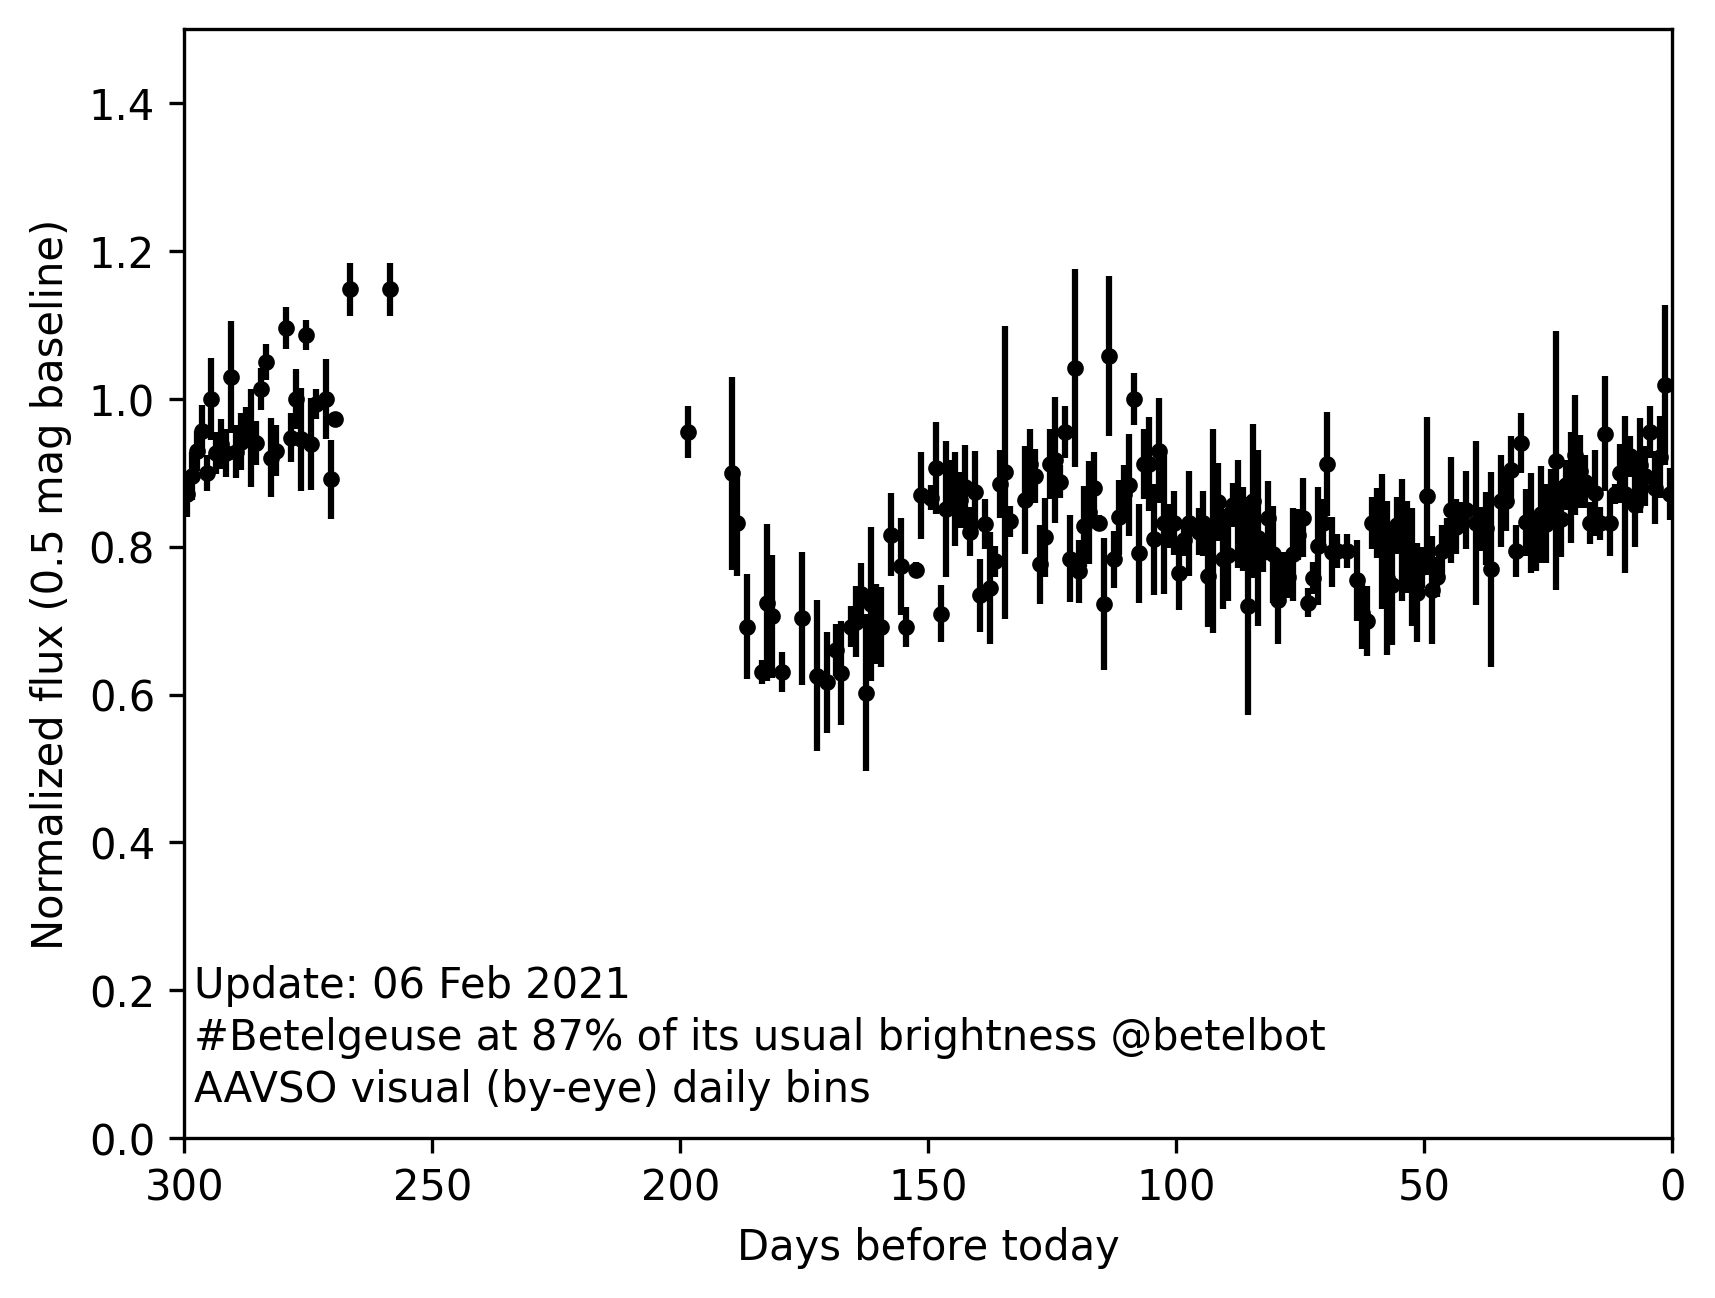 1.4
1.2
1.0
0.8
0.6
0.4
0.2
0.0
Normalized flux (0.5 mag baseline)
Update: 06 Feb 2021
#Betelgeuse at 87% of its usual brightness @betelbot
AAVSO visual (by-eye) daily bins
300 250 200 150 100 50 0
Days before today